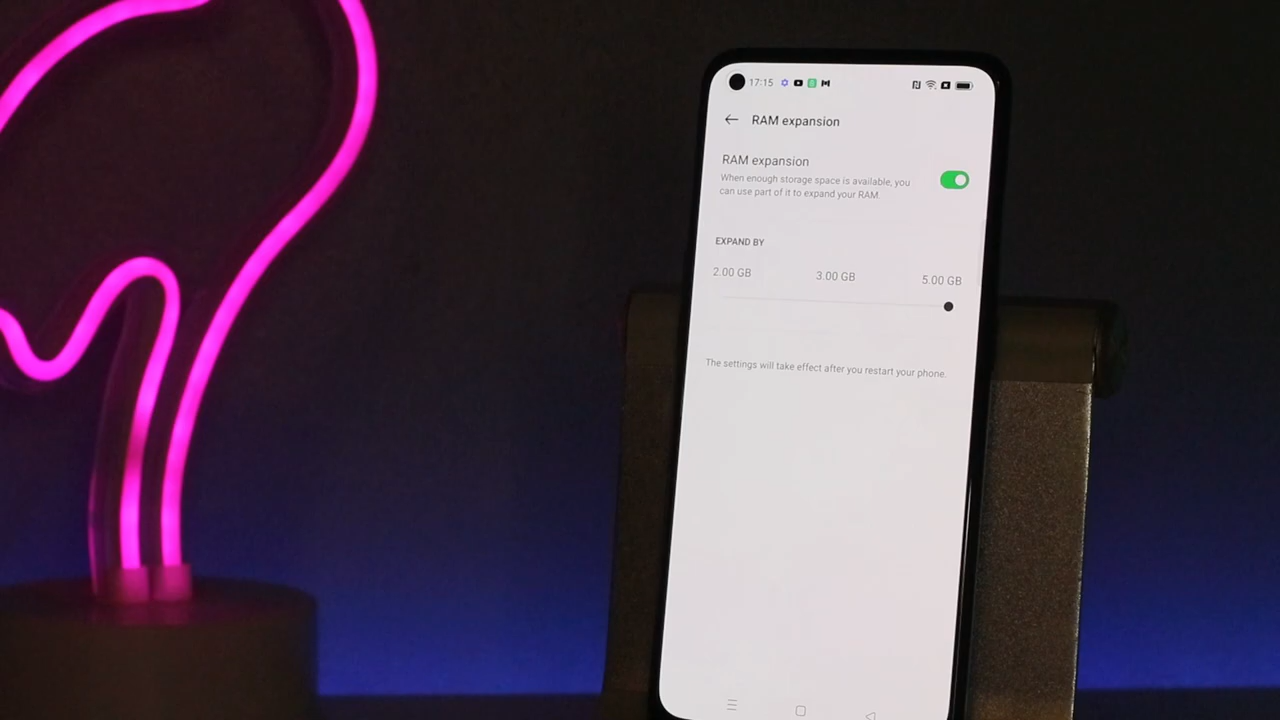 17:15
RAM expansion
RAM expansion
When enough storage space is available, you
can use part of it to expand your RAM.
EXPAND BY
2.00 GB 3.00 GB 5.00 GB
The settings will take effect after you restart your phone.